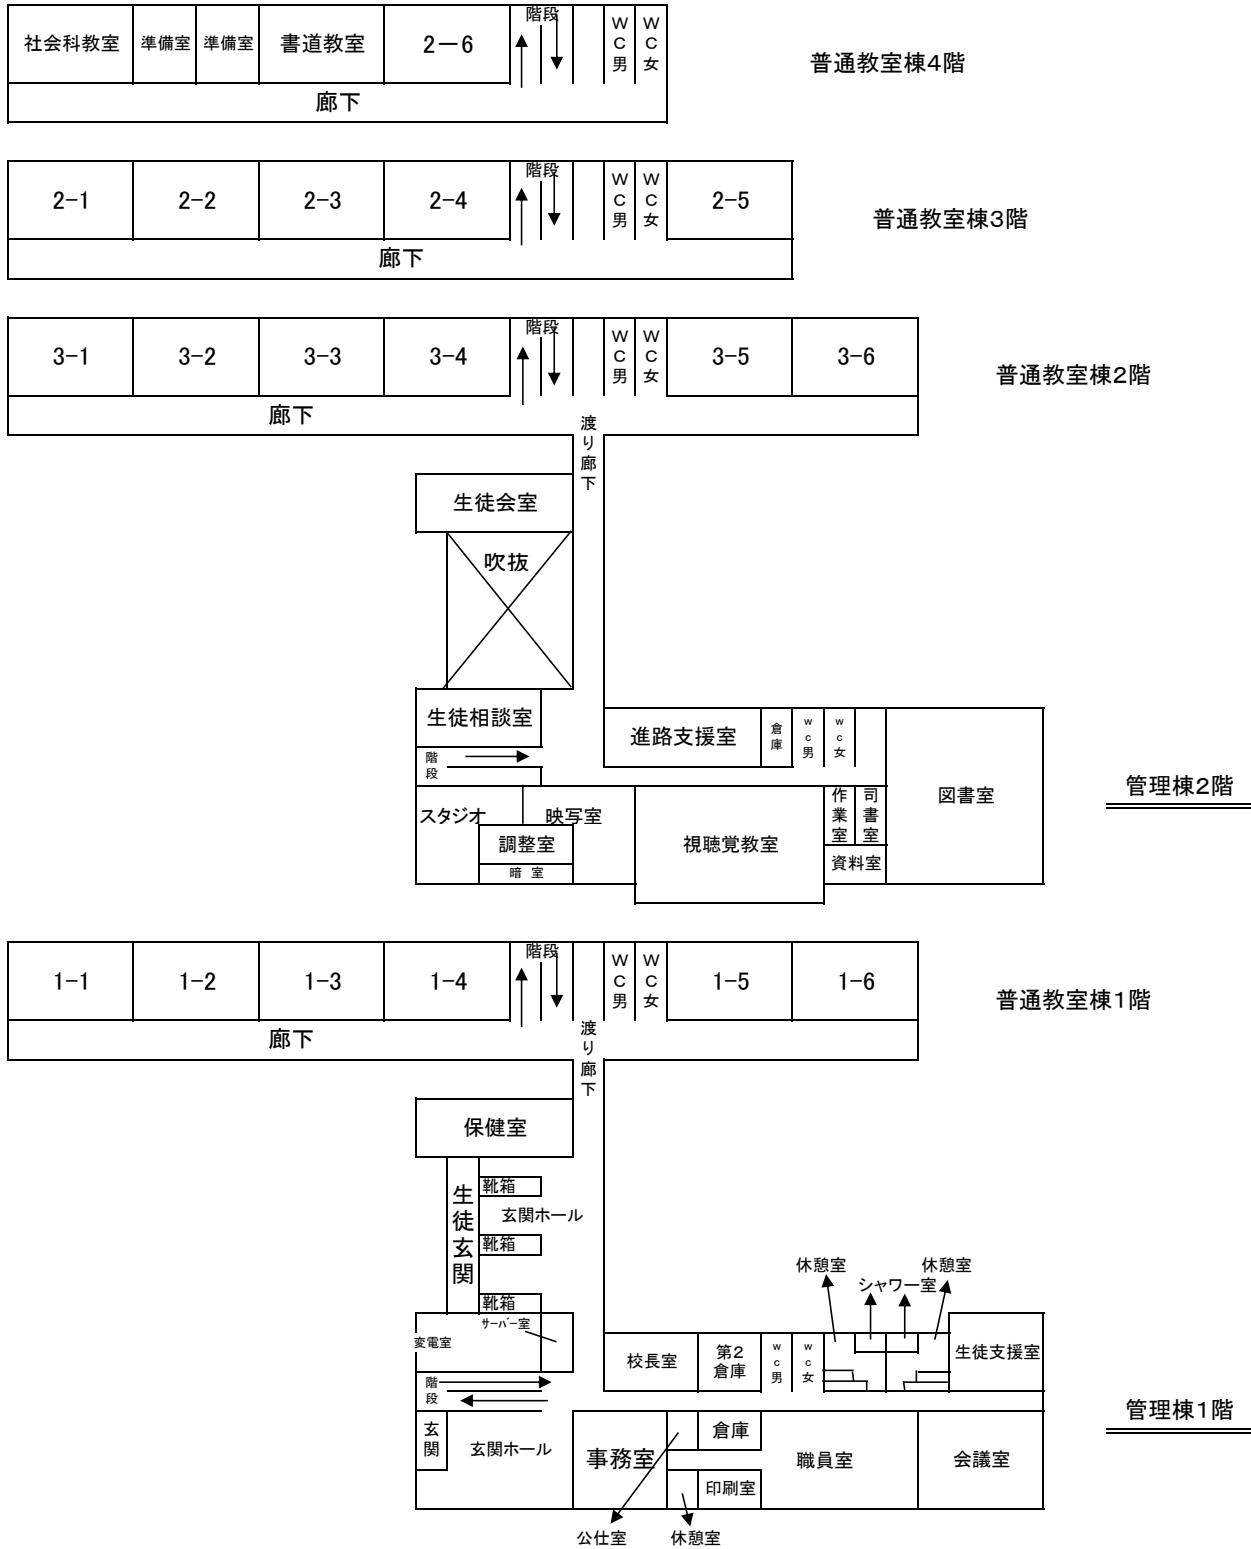 階段
社会科教室 準備室 準備室 書道教室 2－6 WC男 WC女
普通教室棟4階
廊下
階段
2-1 2-2 2-3 2-4 WC男 WC女 2-5
普通教室棟3階
廊下
階段
3-1 3-2 3-3 3-4 WC男 WC女 3-5 3-6
普通教室棟2階
廊下
渡り廊下
生徒会室
吹抜
生徒相談室
進路支援室 倉庫 wc男 wc女
階段
図書室
管理棟2階
スタジオ 映写室
調整室
暗 室
視聴覚教室
作業室 司書室
資料室
階段
1-1 1-2 1-3 1-4 WC男 WC女 1-5 1-6
普通教室棟1階
廊下
渡り廊下
保健室
生徒玄関
靴箱
玄関ホール
靴箱
靴箱
サーバー室
変電室
休憩室 シャワー室 休憩室
校長室 第2倉庫 wc男 wc女 生徒支援室
階段
管理棟1階
玄関 玄関ホール
事務室 倉庫 職員室 会議室
印刷室
公仕室 休憩室